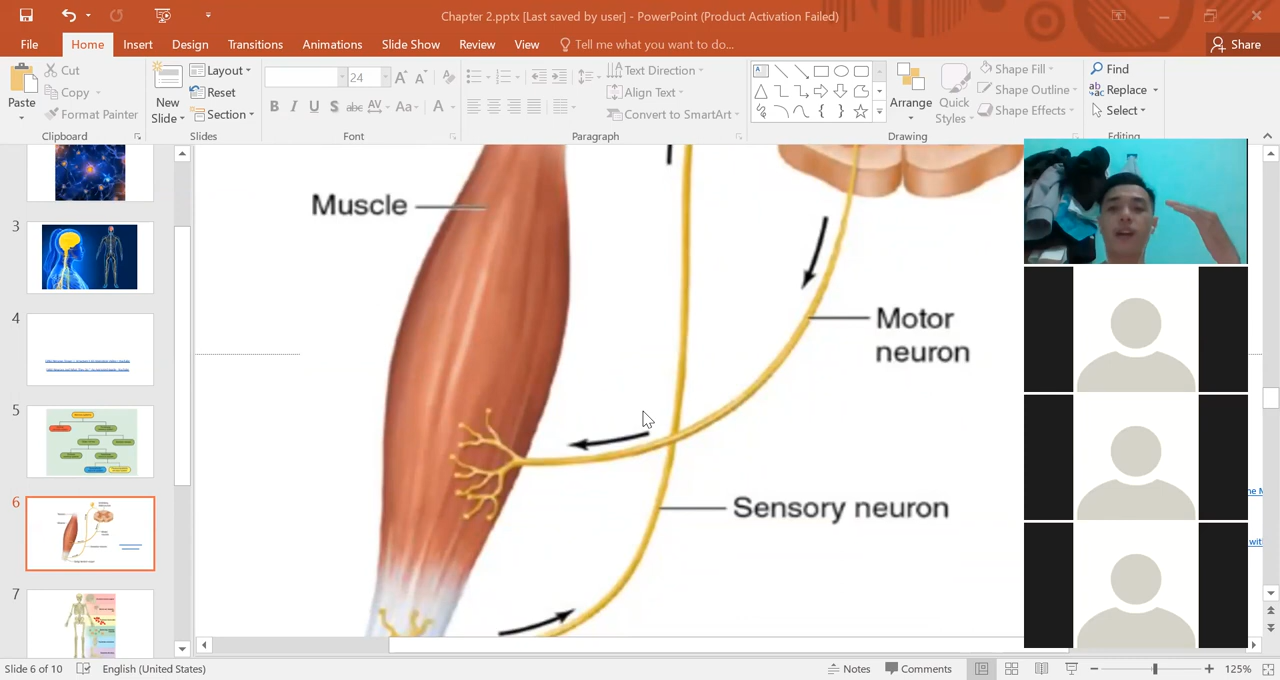 Chapter 2.pptx [Last saved by user] - PowerPoint (Product Activation Failed)
File Home Insert Design Transitions Animations Slide Show Review View Tell me what you want to do... Share
Paste
Cut
Copy
Format Painter
Clipboard
New Slide
Layout
Reset
Section
Slides
24
B I U S abc AV Aa A
Font
Text Direction
Align Text
Convert to SmartArt
Paragraph
Arrange
Quick Styles
Shape Fill
Shape Outline
Shape Effects
Drawing
Find
Replace
Select
Editing
3
4
5
6
7
Muscle
Motor
neuron
Sensory neuron
Slide 6 of 10 English (United States) Notes Comments 125%